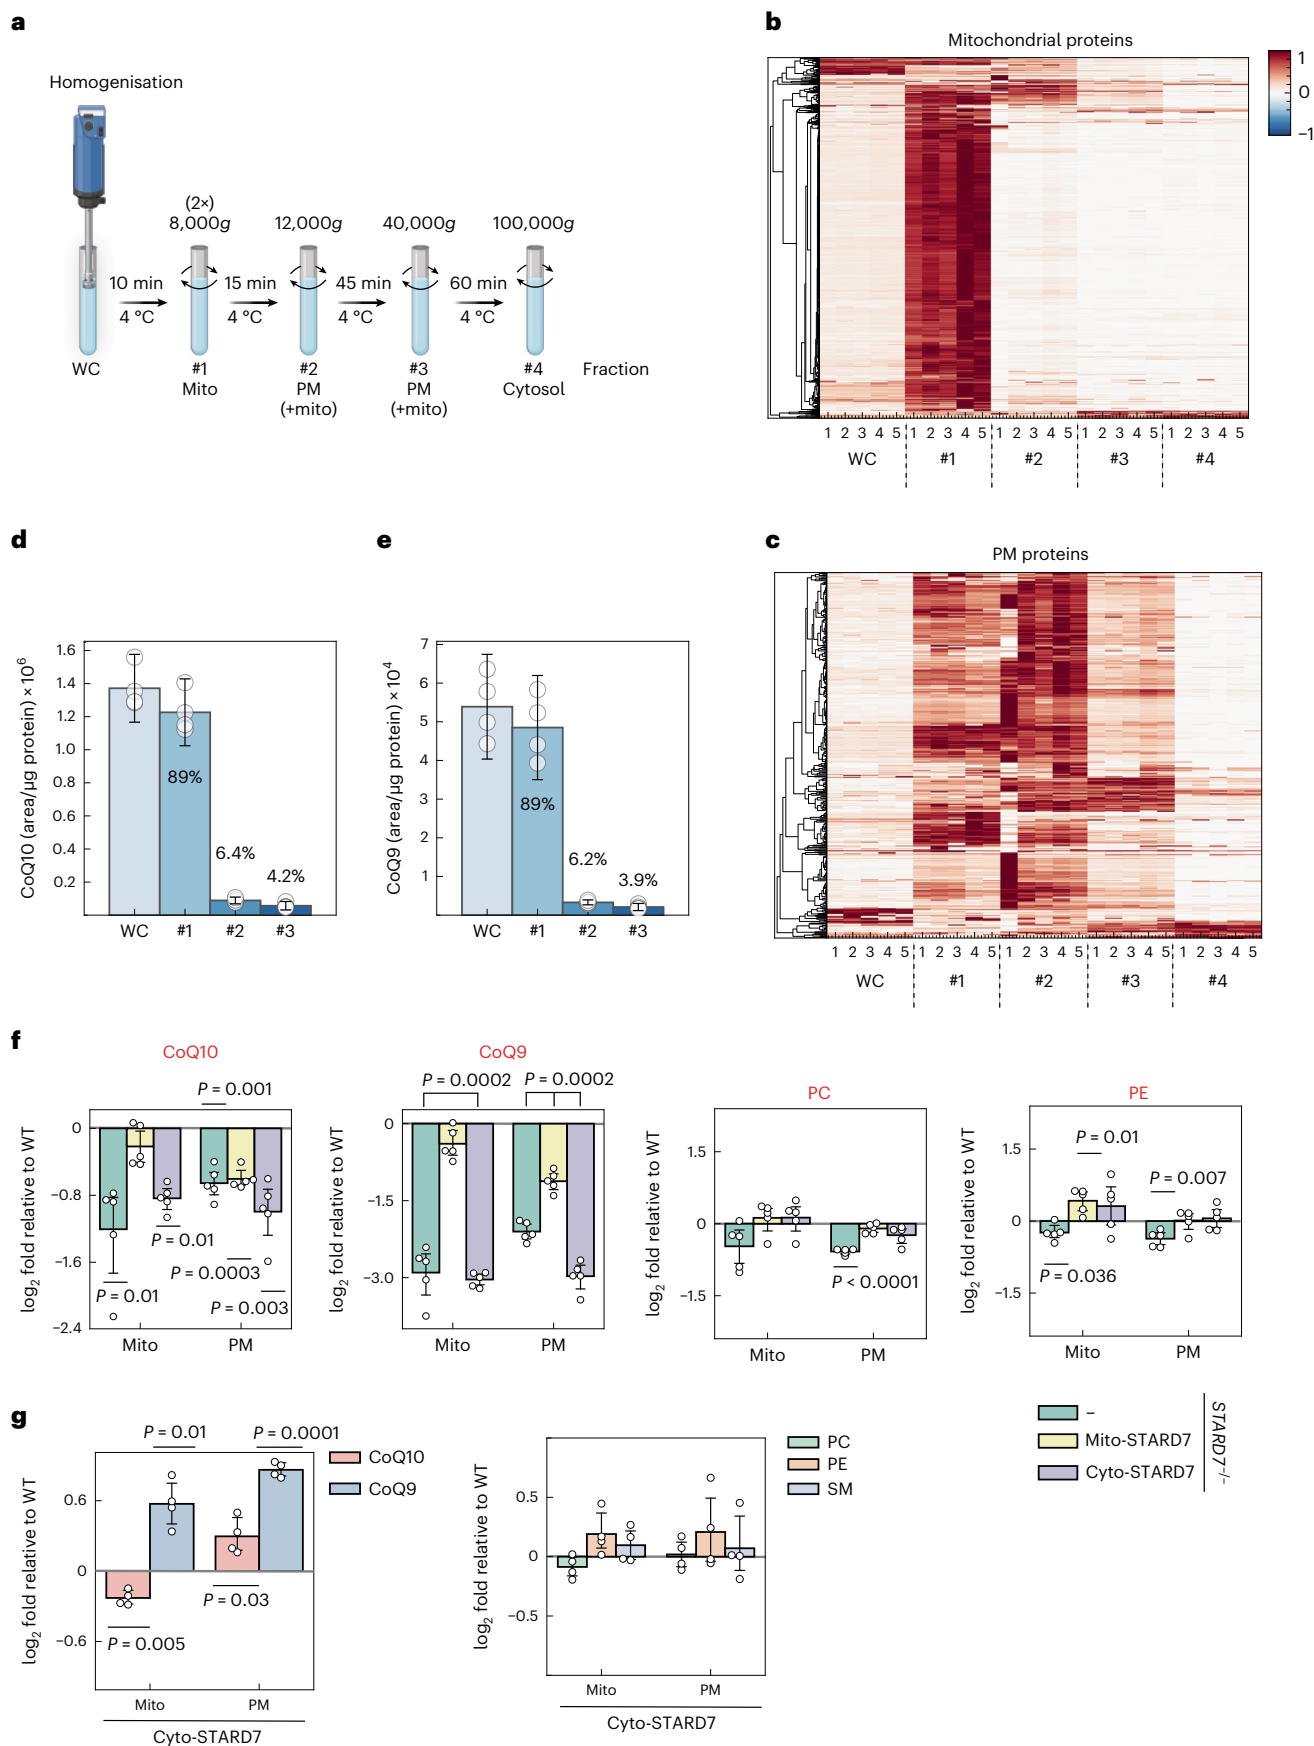 a
Homogenisation
(2×)
8,000g 12,000g 40,000g 100,000g
10 min 15 min 45 min 60 min
4 °C 4 °C 4 °C 4 °C
WC #1 #2 #3 #4 Fraction
Mito PM PM Cytosol
(+mito) (+mito)
b
Mitochondrial proteins
1
0
−1
1 2 3 4 5 1 2 3 4 5 1 2 3 4 5 1 2 3 4 5 1 2 3 4 5
WC #1 #2 #3 #4
d
CoQ10 (area/μg protein) ×10⁶
1.6
1.4
1.2
1.0
0.8
0.6
0.4
0.2
89%
6.4%
4.2%
WC #1 #2 #3
e
CoQ9 (area/μg protein) ×10⁴
7
6
5
4
3
2
1
89%
6.2%
3.9%
WC #1 #2 #3
c
PM proteins
1 2 3 4 5 1 2 3 4 5 1 2 3 4 5 1 2 3 4 5 1 2 3 4 5
WC #1 #2 #3 #4
f
CoQ10
log₂ fold relative to WT
0
−0.8
−1.6
−2.4
P = 0.001
P = 0.01
P = 0.0003
P = 0.01
P = 0.003
Mito PM
CoQ9
log₂ fold relative to WT
0
−1.5
−3.0
P = 0.0002 P = 0.0002
Mito PM
PC
log₂ fold relative to WT
1.5
0
−1.5
P < 0.0001
Mito PM
PE
log₂ fold relative to WT
1.5
0
−1.5
P = 0.01
P = 0.007
P = 0.036
Mito PM
–
Mito-STARD7
Cyto-STARD7
STARD7⁻/⁻
g
log₂ fold relative to WT
0.6
0
−0.6
P = 0.01 P = 0.0001
P = 0.03
P = 0.005
CoQ10
CoQ9
Mito PM
Cyto-STARD7
log₂ fold relative to WT
0.5
0
−0.5
PC
PE
SM
Mito PM
Cyto-STARD7